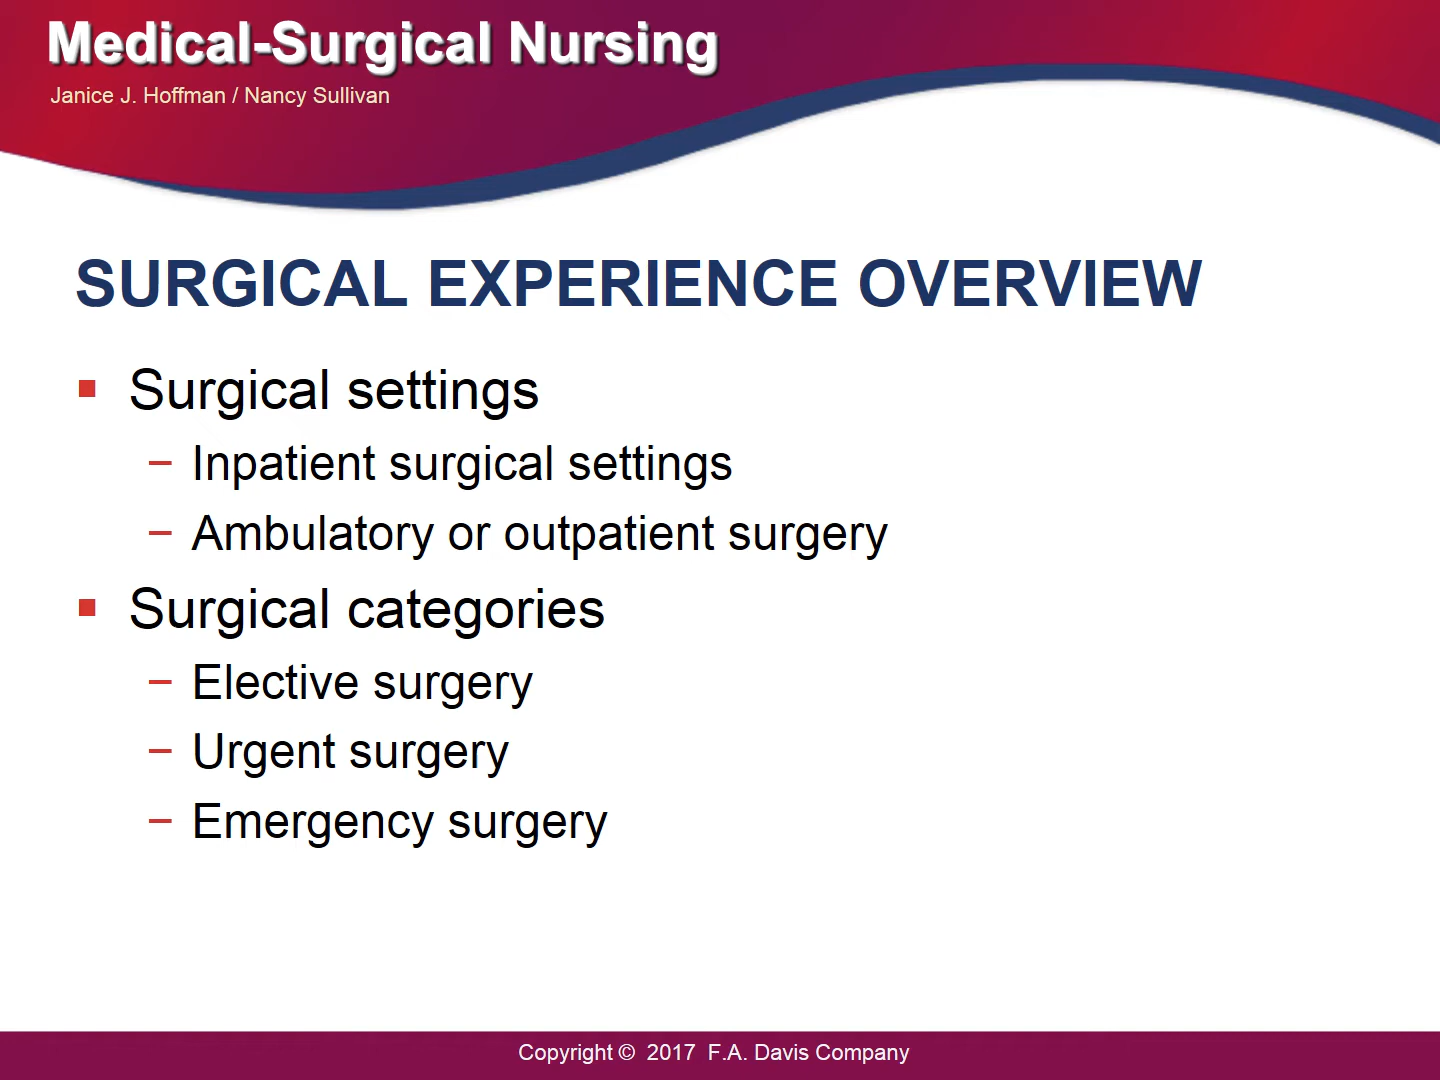 Medical-Surgical Nursing
Janice J. Hoffman / Nancy Sullivan
SURGICAL EXPERIENCE OVERVIEW
▪ Surgical settings
– Inpatient surgical settings
– Ambulatory or outpatient surgery
▪ Surgical categories
– Elective surgery
– Urgent surgery
– Emergency surgery
Copyright © 2017 F.A. Davis Company